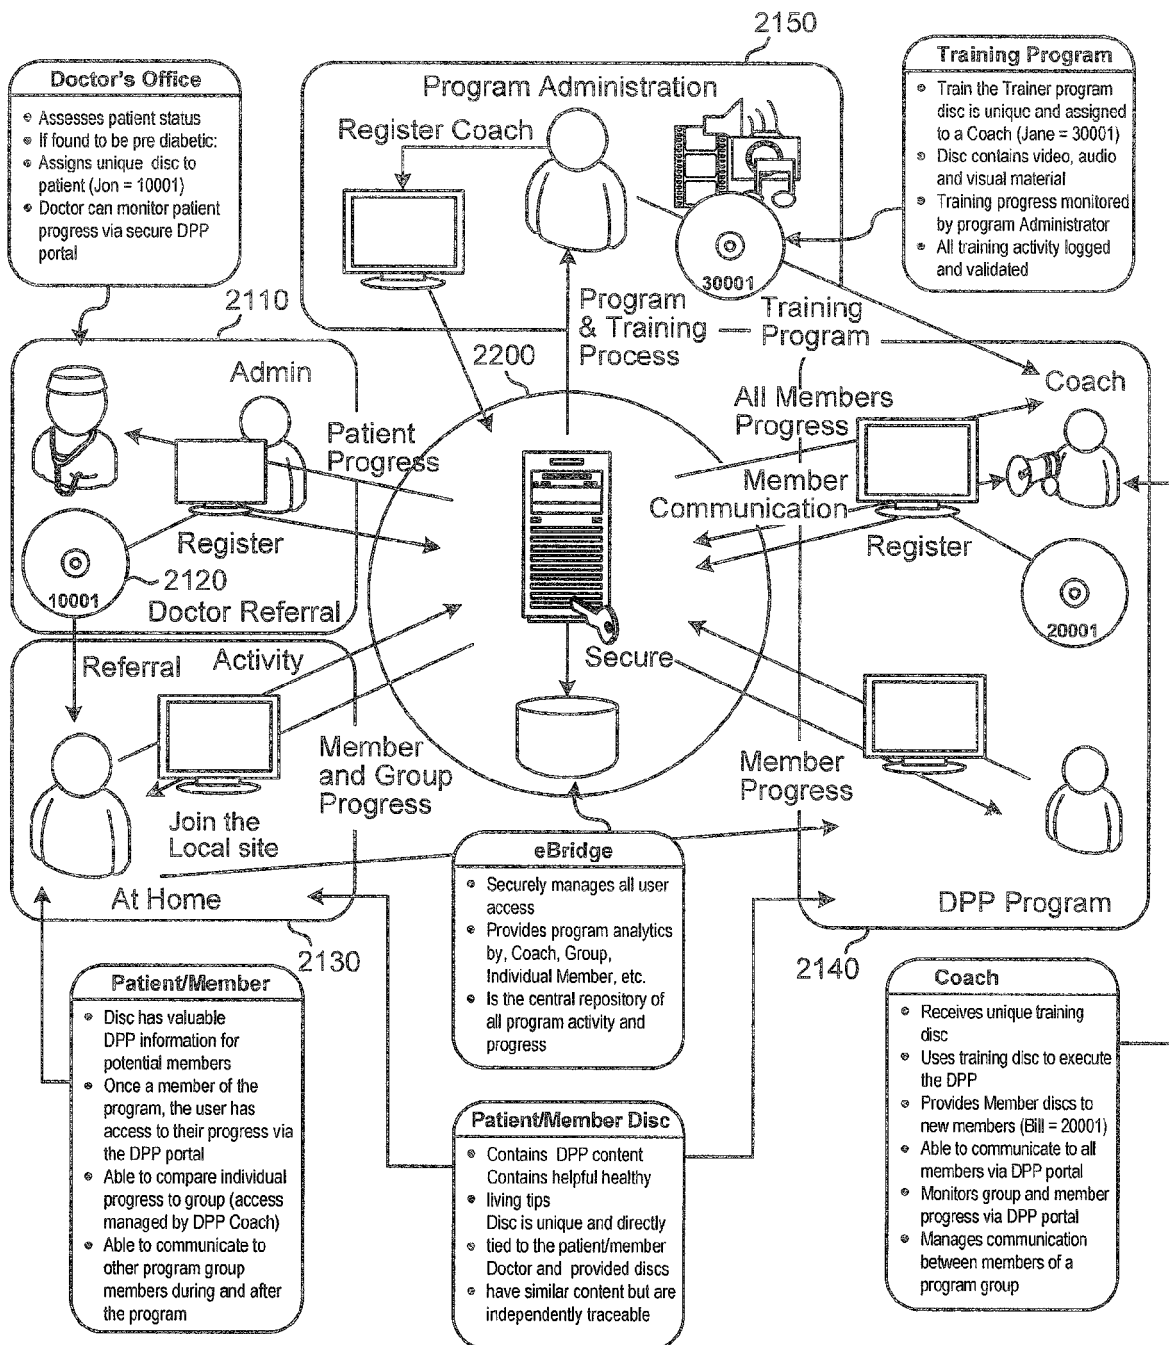 2150
Doctor's Office
Assesses patient status
If found to be pre diabetic:
Assigns unique disc to
patient (Jon = 10001)
Doctor can monitor patient
progress via secure DPP
portal
Program Administration
Register Coach
30001
Training Program
Train the Trainer program
disc is unique and assigned
to a Coach (Jane = 30001)
Disc contains video, audio
and visual material
Training progress monitored
by program Administrator
All training activity logged
and validated
2110
Admin
Patient
Progress
Register
10001
2120
Doctor Referral
2200
Program
& Training
Process
Training
Program
Coach
All Members
Progress
Member
Communication
Register
20001
Secure
Referral
Activity
Member
and Group
Progress
Join the
Local site
At Home
2130
Member
Progress
DPP Program
2140
eBridge
Securely manages all user
access
Provides program analytics
by, Coach, Group,
Individual Member, etc.
Is the central repository of
all program activity and
progress
Patient/Member
Disc has valuable
DPP information for
potential members
Once a member of the
program, the user has
access to their progress via
the DPP portal
Able to compare individual
progress to group (access
managed by DPP Coach)
Able to communicate to
other program group
members during and after
the program
Patient/Member Disc
Contains DPP content
Contains helpful healthy
living tips
Disc is unique and directly
tied to the patient/member
Doctor and provided discs
have similar content but are
independently traceable
Coach
Receives unique training
disc
Uses training disc to execute
the DPP
Provides Member discs to
new members (Bill = 20001)
Able to communicate to all
members via DPP portal
Monitors group and member
progress via DPP portal
Manages communication
between members of a
program group